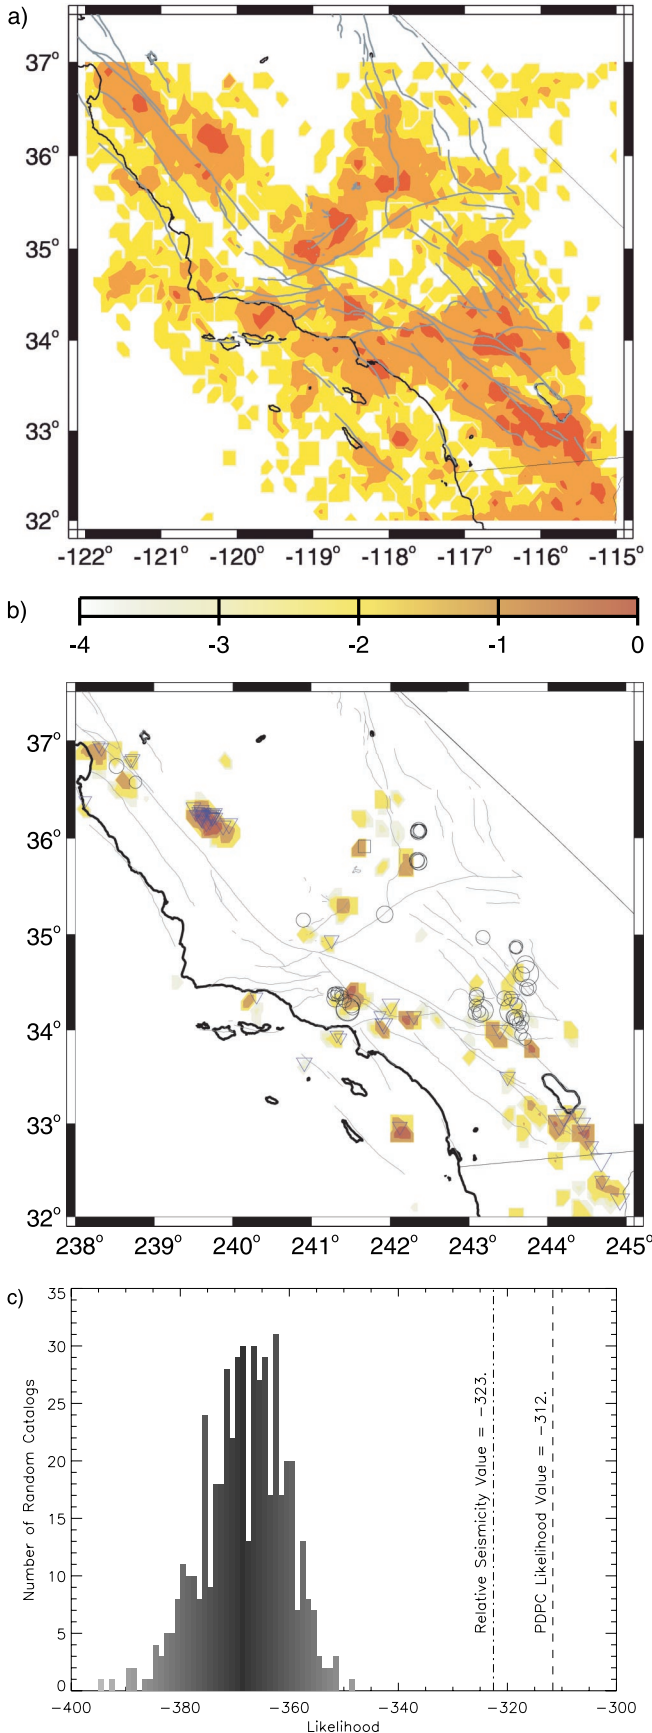 a)
37°
36°
35°
34°
33°
32°
-122° -121° -120° -119° -118° -117° -116° -115°
b)
-4 -3 -2 -1 0
37°
36°
35°
34°
33°
32°
238° 239° 240° 241° 242° 243° 244° 245°
c)
35
30
25
20
15
10
5
0
Number of Random Catalogs
Relative Seismicity Value = -323.
PDPC Likelihood Value = -312.
-400 -380 -360 -340 -320 -300
Likelihood